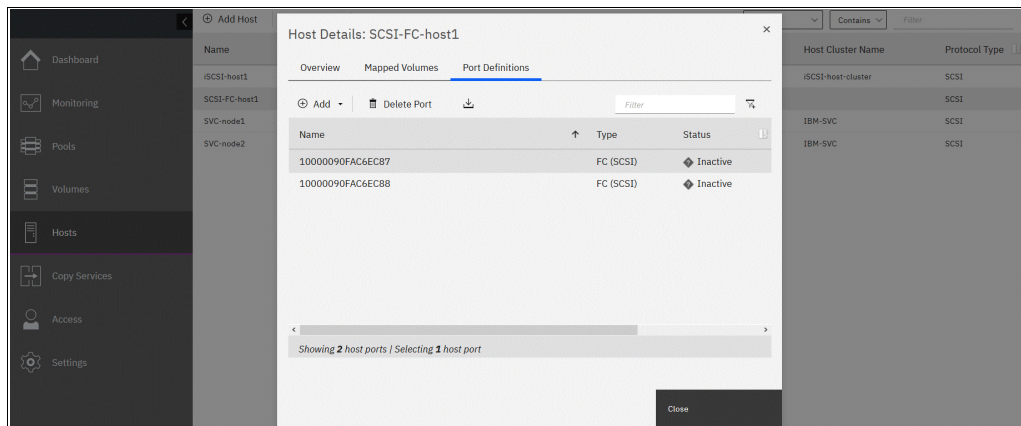 Add Host
Contains
Filter
Name
Host Cluster Name
Protocol Type
iSCSI-host1
iSCSI-host-cluster
SCSI
SCSI-FC-host1
SCSI
SVC-node1
IBM-SVC
SCSI
SVC-node2
IBM-SVC
SCSI
Dashboard
Monitoring
Pools
Volumes
Hosts
Copy Services
Access
Settings
Host Details: SCSI-FC-host1
Overview
Mapped Volumes
Port Definitions
Add
Delete Port
Filter
Name
Type
Status
10000090FAC6EC87
FC (SCSI)
Inactive
10000090FAC6EC88
FC (SCSI)
Inactive
Showing 2 host ports | Selecting 1 host port
Close